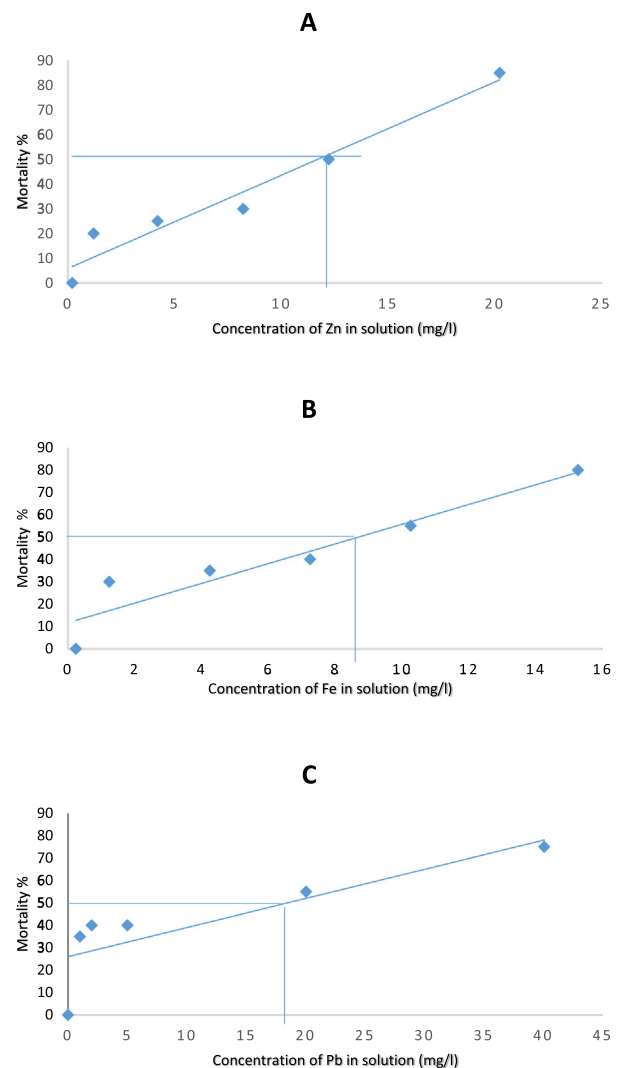 A
90
80
70
60
50
40
30
20
10
0
0 5 10 15 20 25
Mortality %
Concentration of Zn in solution (mg/l)
B
90
80
70
60
50
40
30
20
10
0
0 2 4 6 8 10 12 14 16
Mortality %
Concentration of Fe in solution (mg/l)
C
90
80
70
60
50
40
30
20
10
0
0 5 10 15 20 25 30 35 40 45
Mortality %
Concentration of Pb in solution (mg/l)